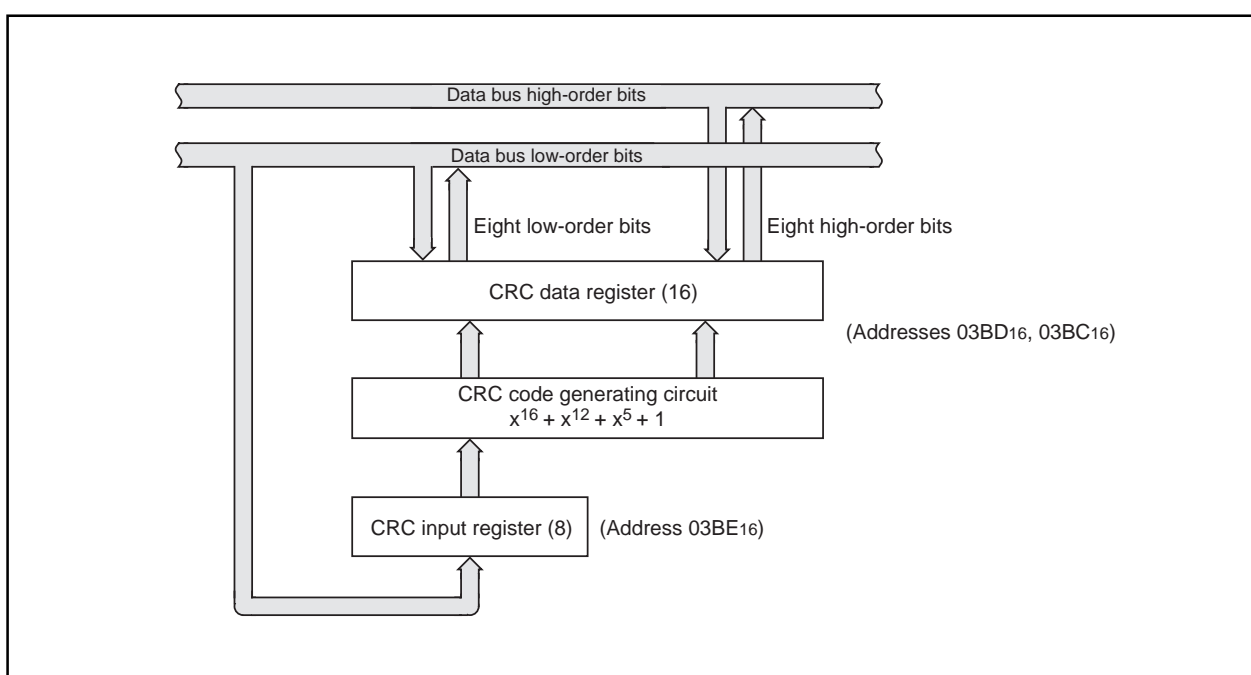 Data bus high-order bits
Data bus low-order bits
Eight low-order bits
Eight high-order bits
CRC data register (16)
(Addresses 03BD16, 03BC16)
CRC code generating circuit
x16 + x12 + x5 + 1
CRC input register (8)
(Address 03BE16)